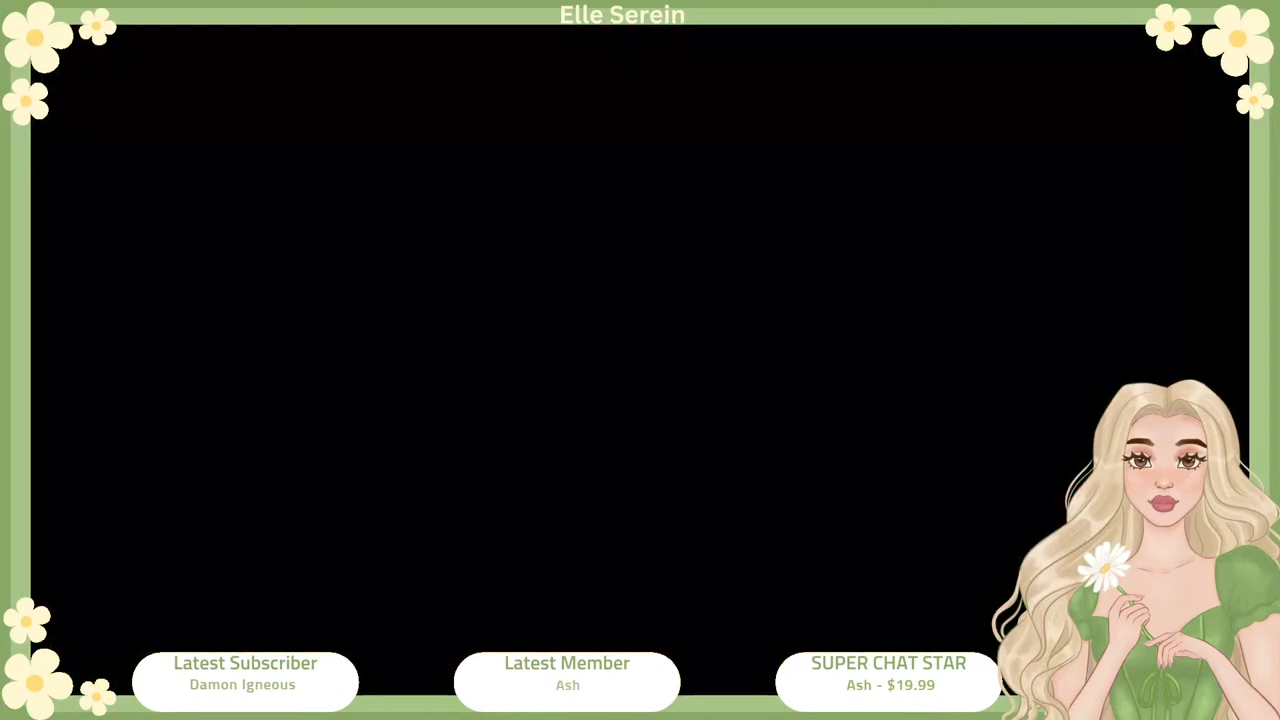 Elle Serein
Latest Subscriber
Damon Igneous
Latest Member
Ash
SUPER CHAT STAR
Ash - $19.99